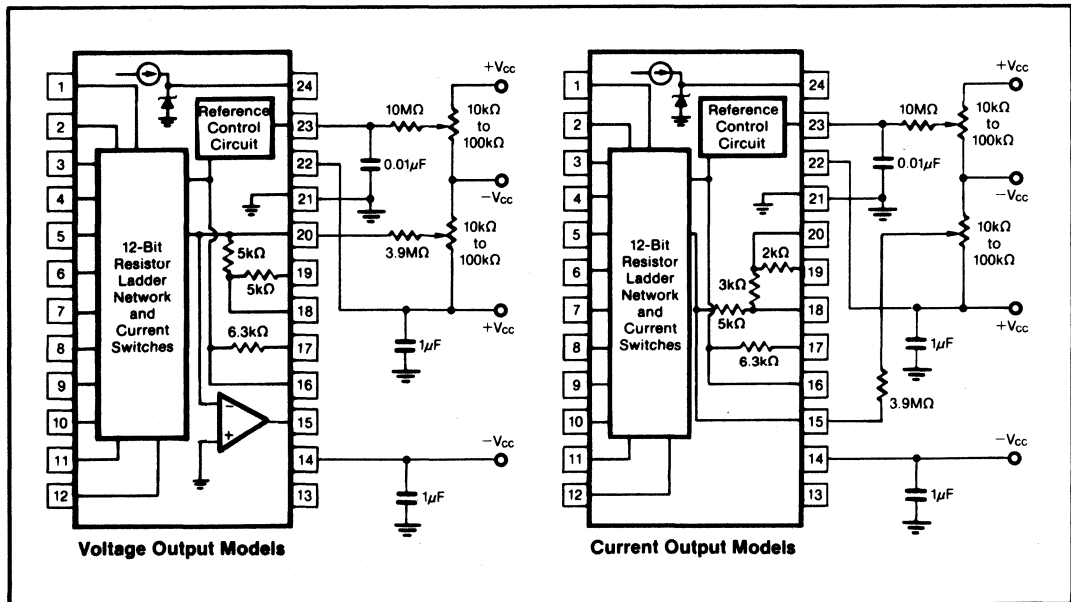 1
2
3
4
5
6
7
8
9
10
11
12
24
23
22
21
20
19
18
17
16
15
14
13
Reference
Control
Circuit
12-Bit
Resistor
Ladder
Network
and
Current
Switches
5kΩ
5kΩ
6.3kΩ
−
+
10MΩ
0.01µF
3.9MΩ
1µF
1µF
+Vcc
10kΩ
to
100kΩ
−Vcc
10kΩ
to
100kΩ
+Vcc
−Vcc
Voltage Output Models
1
2
3
4
5
6
7
8
9
10
11
12
24
23
22
21
20
19
18
17
16
15
14
13
Reference
Control
Circuit
12-Bit
Resistor
Ladder
Network
and
Current
Switches
2kΩ
3kΩ
5kΩ
6.3kΩ
10MΩ
0.01µF
1µF
3.9MΩ
1µF
+Vcc
10kΩ
to
100kΩ
−Vcc
10kΩ
to
100kΩ
+Vcc
−Vcc
Current Output Models